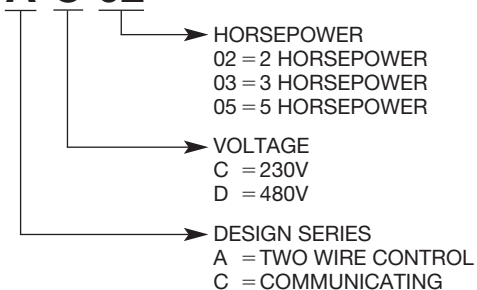 HORSEPOWER
02 = 2 HORSEPOWER
03 = 3 HORSEPOWER
05 = 5 HORSEPOWER
VOLTAGE
C = 230V
D = 480V
DESIGN SERIES
A = TWO WIRE CONTROL
C = COMMUNICATING